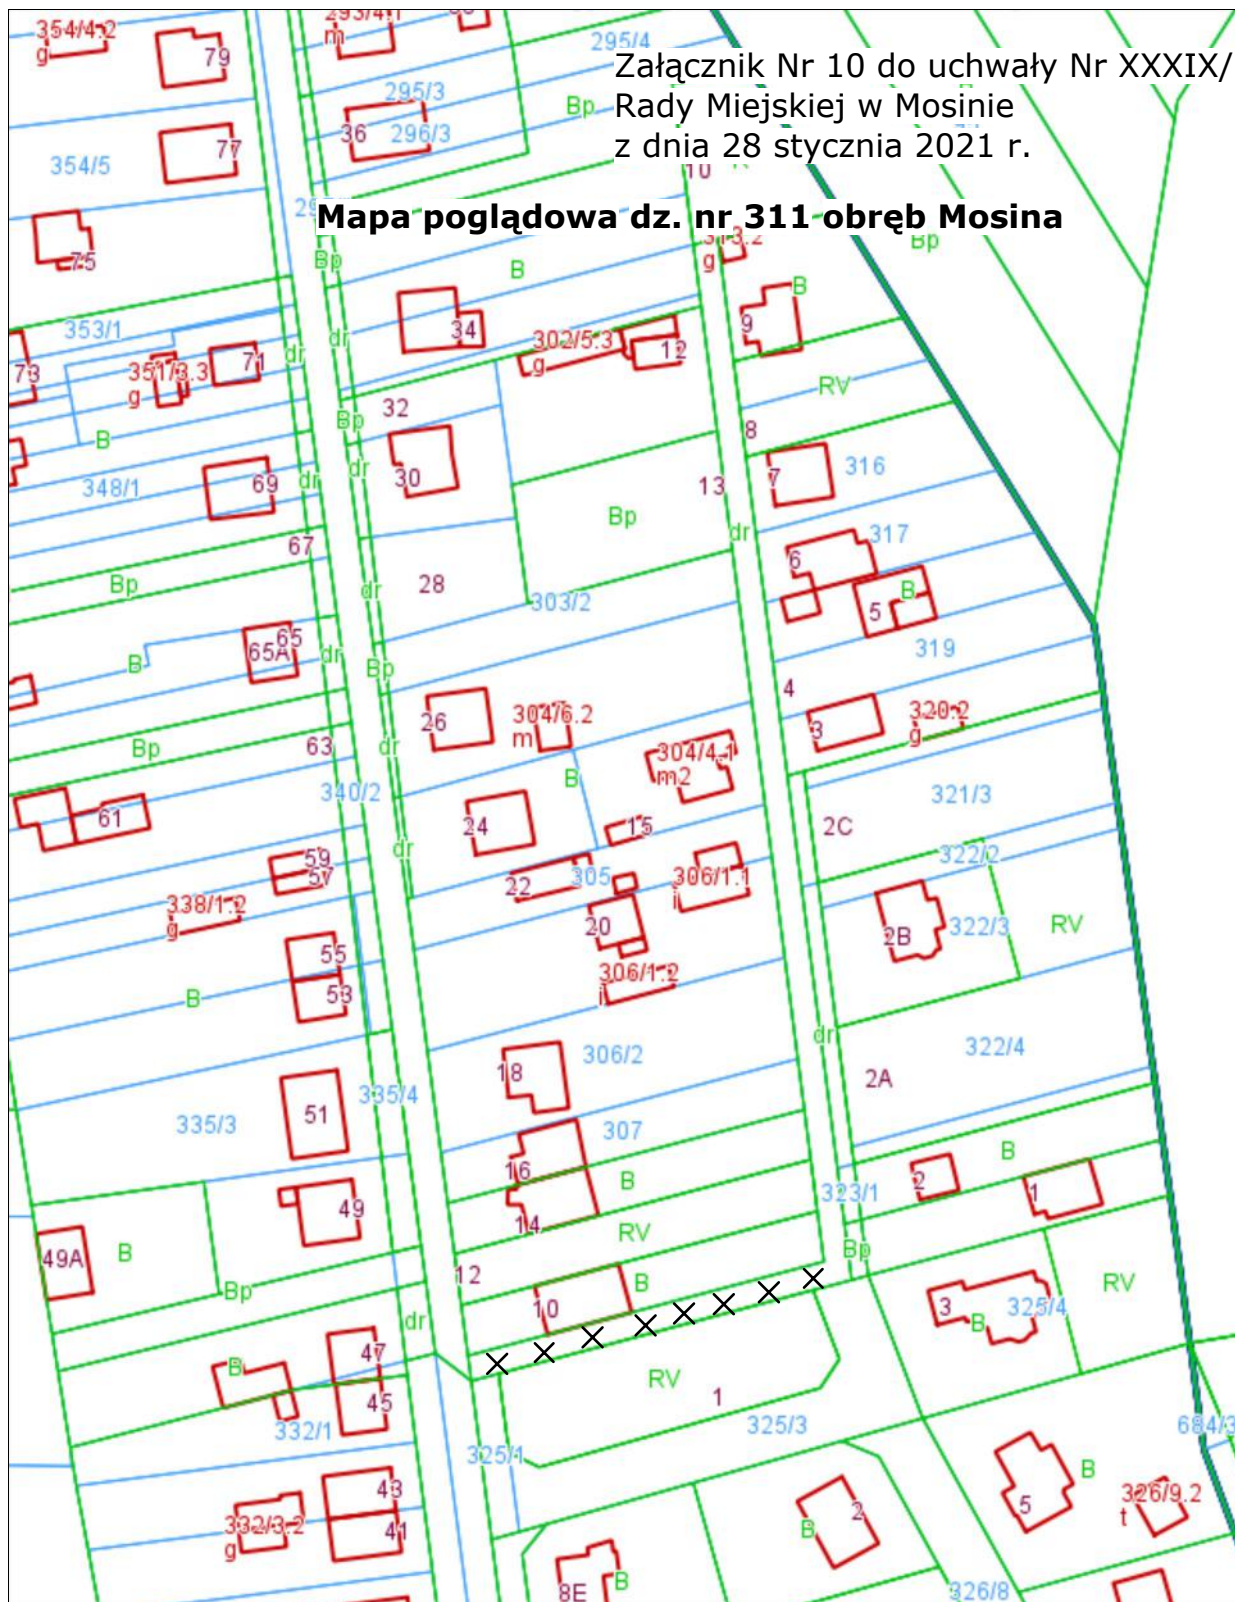 Załącznik Nr 10 do uchwały Nr XXXIX/
Rady Miejskiej w Mosinie
z dnia 28 stycznia 2021 r.
Mapa poglądowa dz. nr 311 obręb Mosina
354/4.2
g
79
m
295/4
295/3
Bp
36
296/3
77
354/5
10
75
Bp
B
Bp
B
353/1
34
dr
302/5.3
g
12
9
g
73
351/3.3
g
71
dr
RV
32
Bp
8
B
30
dr
7
316
348/1
69
dr
13
67
Bp
dr
317
6
Bp
28
dr
303/2
5
B
65
65A
B
dr
Bp
319
4
26
304/6.2
m
320.2
g
3
Bp
63
dr
304/4.1
m2
B
340/2
321/3
61
24
15
2C
dr
322/2
59
57
22
305
306/1.1
i
338/1.2
g
20
2B
322/3
RV
55
306/1.2
i
53
B
dr
322/4
306/2
18
2A
335/4
51
335/3
307
B
16
B
2
1
323/1
49
14
RV
Bp
49A
B
12
B
RV
Bp
10
3
325/4
B
dr
47
B
RV
1
45
332/1
325/3
684/3
325/1
B
43
5
326/9.2
t
2
B
332/3.2
g
41
8E
B
326/8